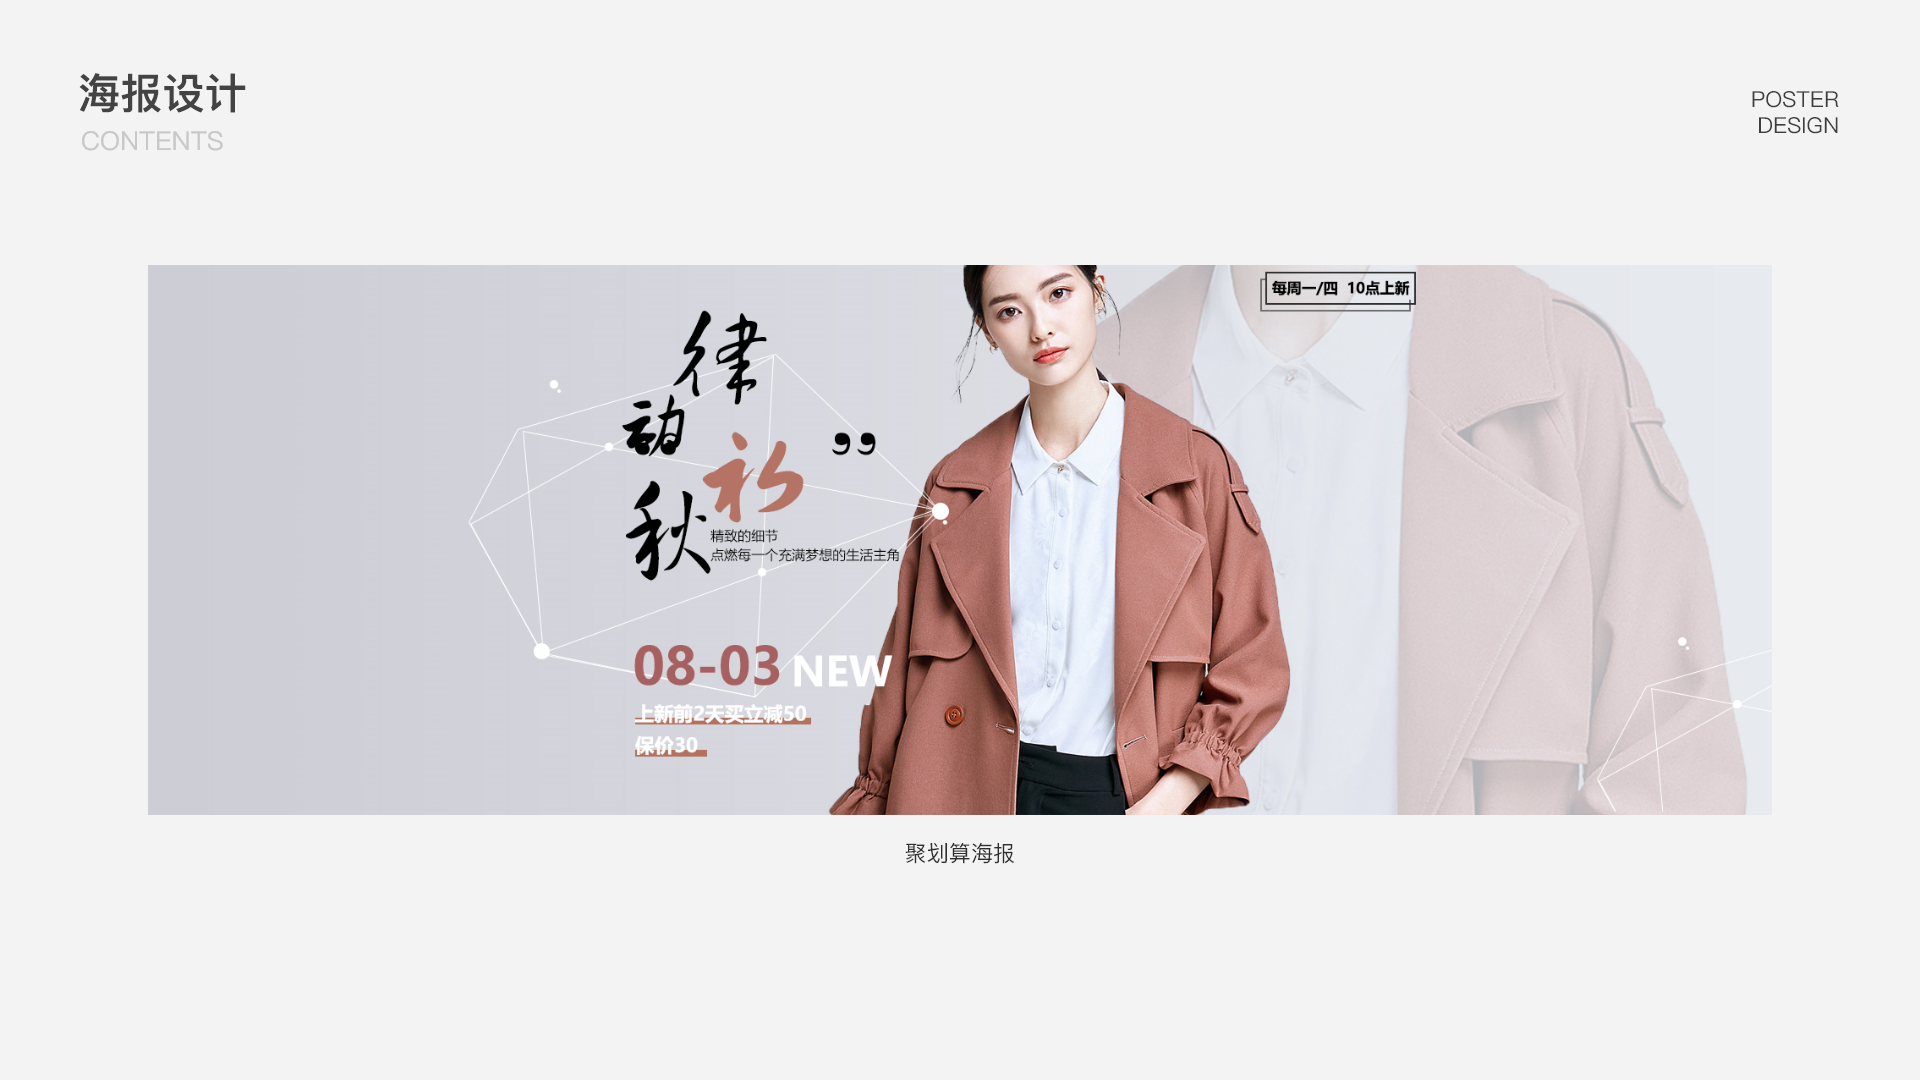 海报设计
CONTENTS
POSTER
DESIGN
每周一/四 10点上新
律
动
衫
”
秋
精致的细节
点燃每一个充满梦想的生活主角
08-03 NEW
上新前2天买立减50
保价30
聚划算海报